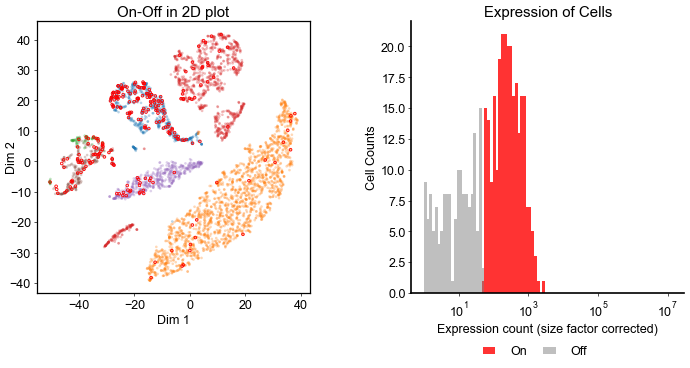 On-Off in 2D plot
40
30
20
10
0
−10
−20
−30
−40
Dim 2
−40 −20 0 20 40
Dim 1
Expression of Cells
20.0
17.5
15.0
12.5
10.0
7.5
5.0
2.5
0.0
Cell Counts
10^1 10^3 10^5 10^7
Expression count (size factor corrected)
On Off